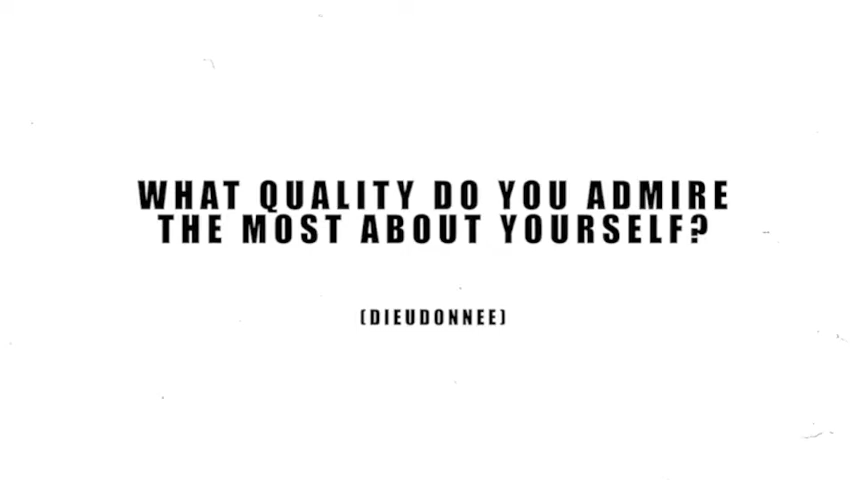 WHAT QUALITY DO YOU ADMIRE
THE MOST ABOUT YOURSELF?
(DIEUDONNEE)